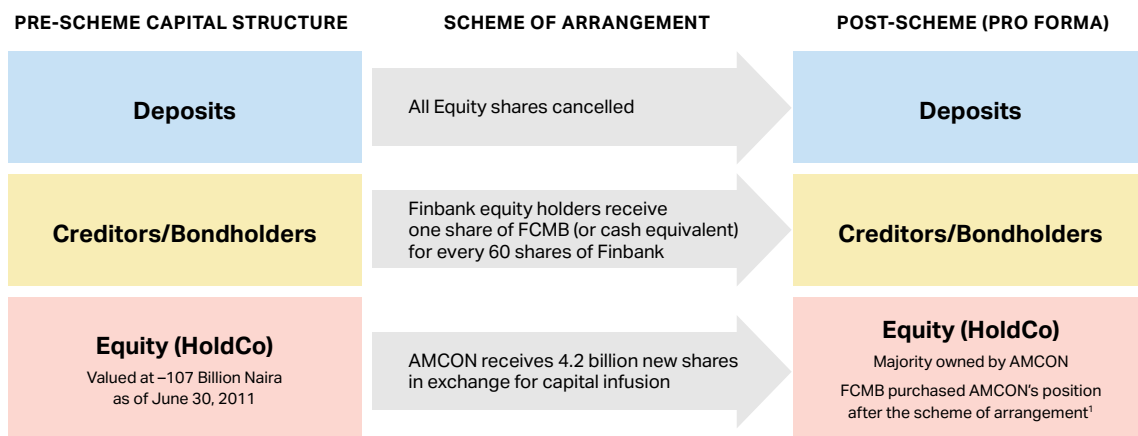 PRE-SCHEME CAPITAL STRUCTURE
SCHEME OF ARRANGEMENT
POST-SCHEME (PRO FORMA)
Deposits
All Equity shares cancelled
Deposits
Creditors/Bondholders
Finbank equity holders receive
one share of FCMB (or cash equivalent)
for every 60 shares of Finbank
Creditors/Bondholders
Equity (HoldCo)
Valued at –107 Billion Naira
as of June 30, 2011
AMCON receives 4.2 billion new shares
in exchange for capital infusion
Equity (HoldCo)
Majority owned by AMCON
FCMB purchased AMCON’s position
after the scheme of arrangement¹